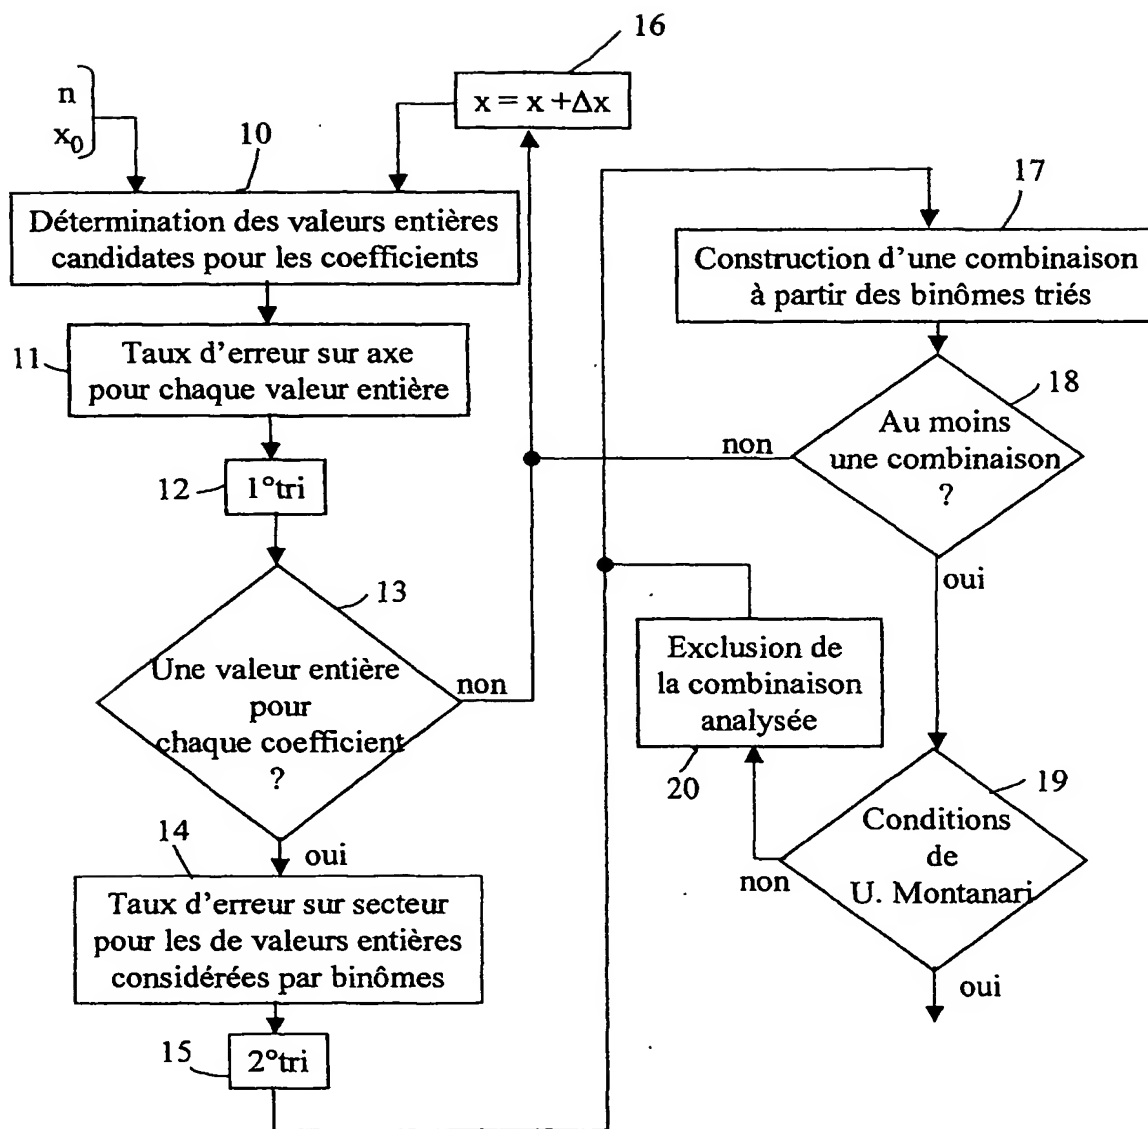 16
n
x₀
x = x +Δx
10
Détermination des valeurs entières
candidates pour les coefficients
11
Taux d'erreur sur axe
pour chaque valeur entière
12
1°tri
13
Une valeur entière
pour
chaque coefficient
?
non
oui
14
Taux d'erreur sur secteur
pour les de valeurs entières
considérées par binômes
15
2°tri
17
Construction d'une combinaison
à partir des binômes triés
18
Au moins
une combinaison
?
non
oui
Exclusion de
la combinaison
analysée
20
19
Conditions
de
U. Montanari
non
oui